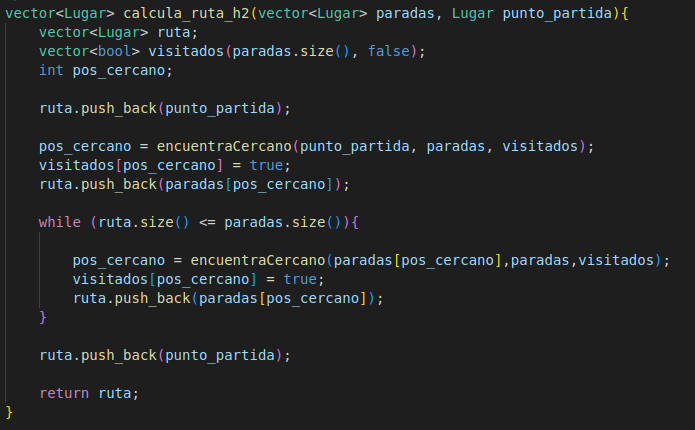 vector<Lugar> calcula_ruta_h2(vector<Lugar> paradas, Lugar punto_partida){
    vector<Lugar> ruta;
    vector<bool> visitados(paradas.size(), false);
    int pos_cercano;

    ruta.push_back(punto_partida);

    pos_cercano = encuentraCercano(punto_partida, paradas, visitados);
    visitados[pos_cercano] = true;
    ruta.push_back(paradas[pos_cercano]);

    while (ruta.size() <= paradas.size()){

        pos_cercano = encuentraCercano(paradas[pos_cercano],paradas,visitados);
        visitados[pos_cercano] = true;
        ruta.push_back(paradas[pos_cercano]);
    }

    ruta.push_back(punto_partida);

    return ruta;
}